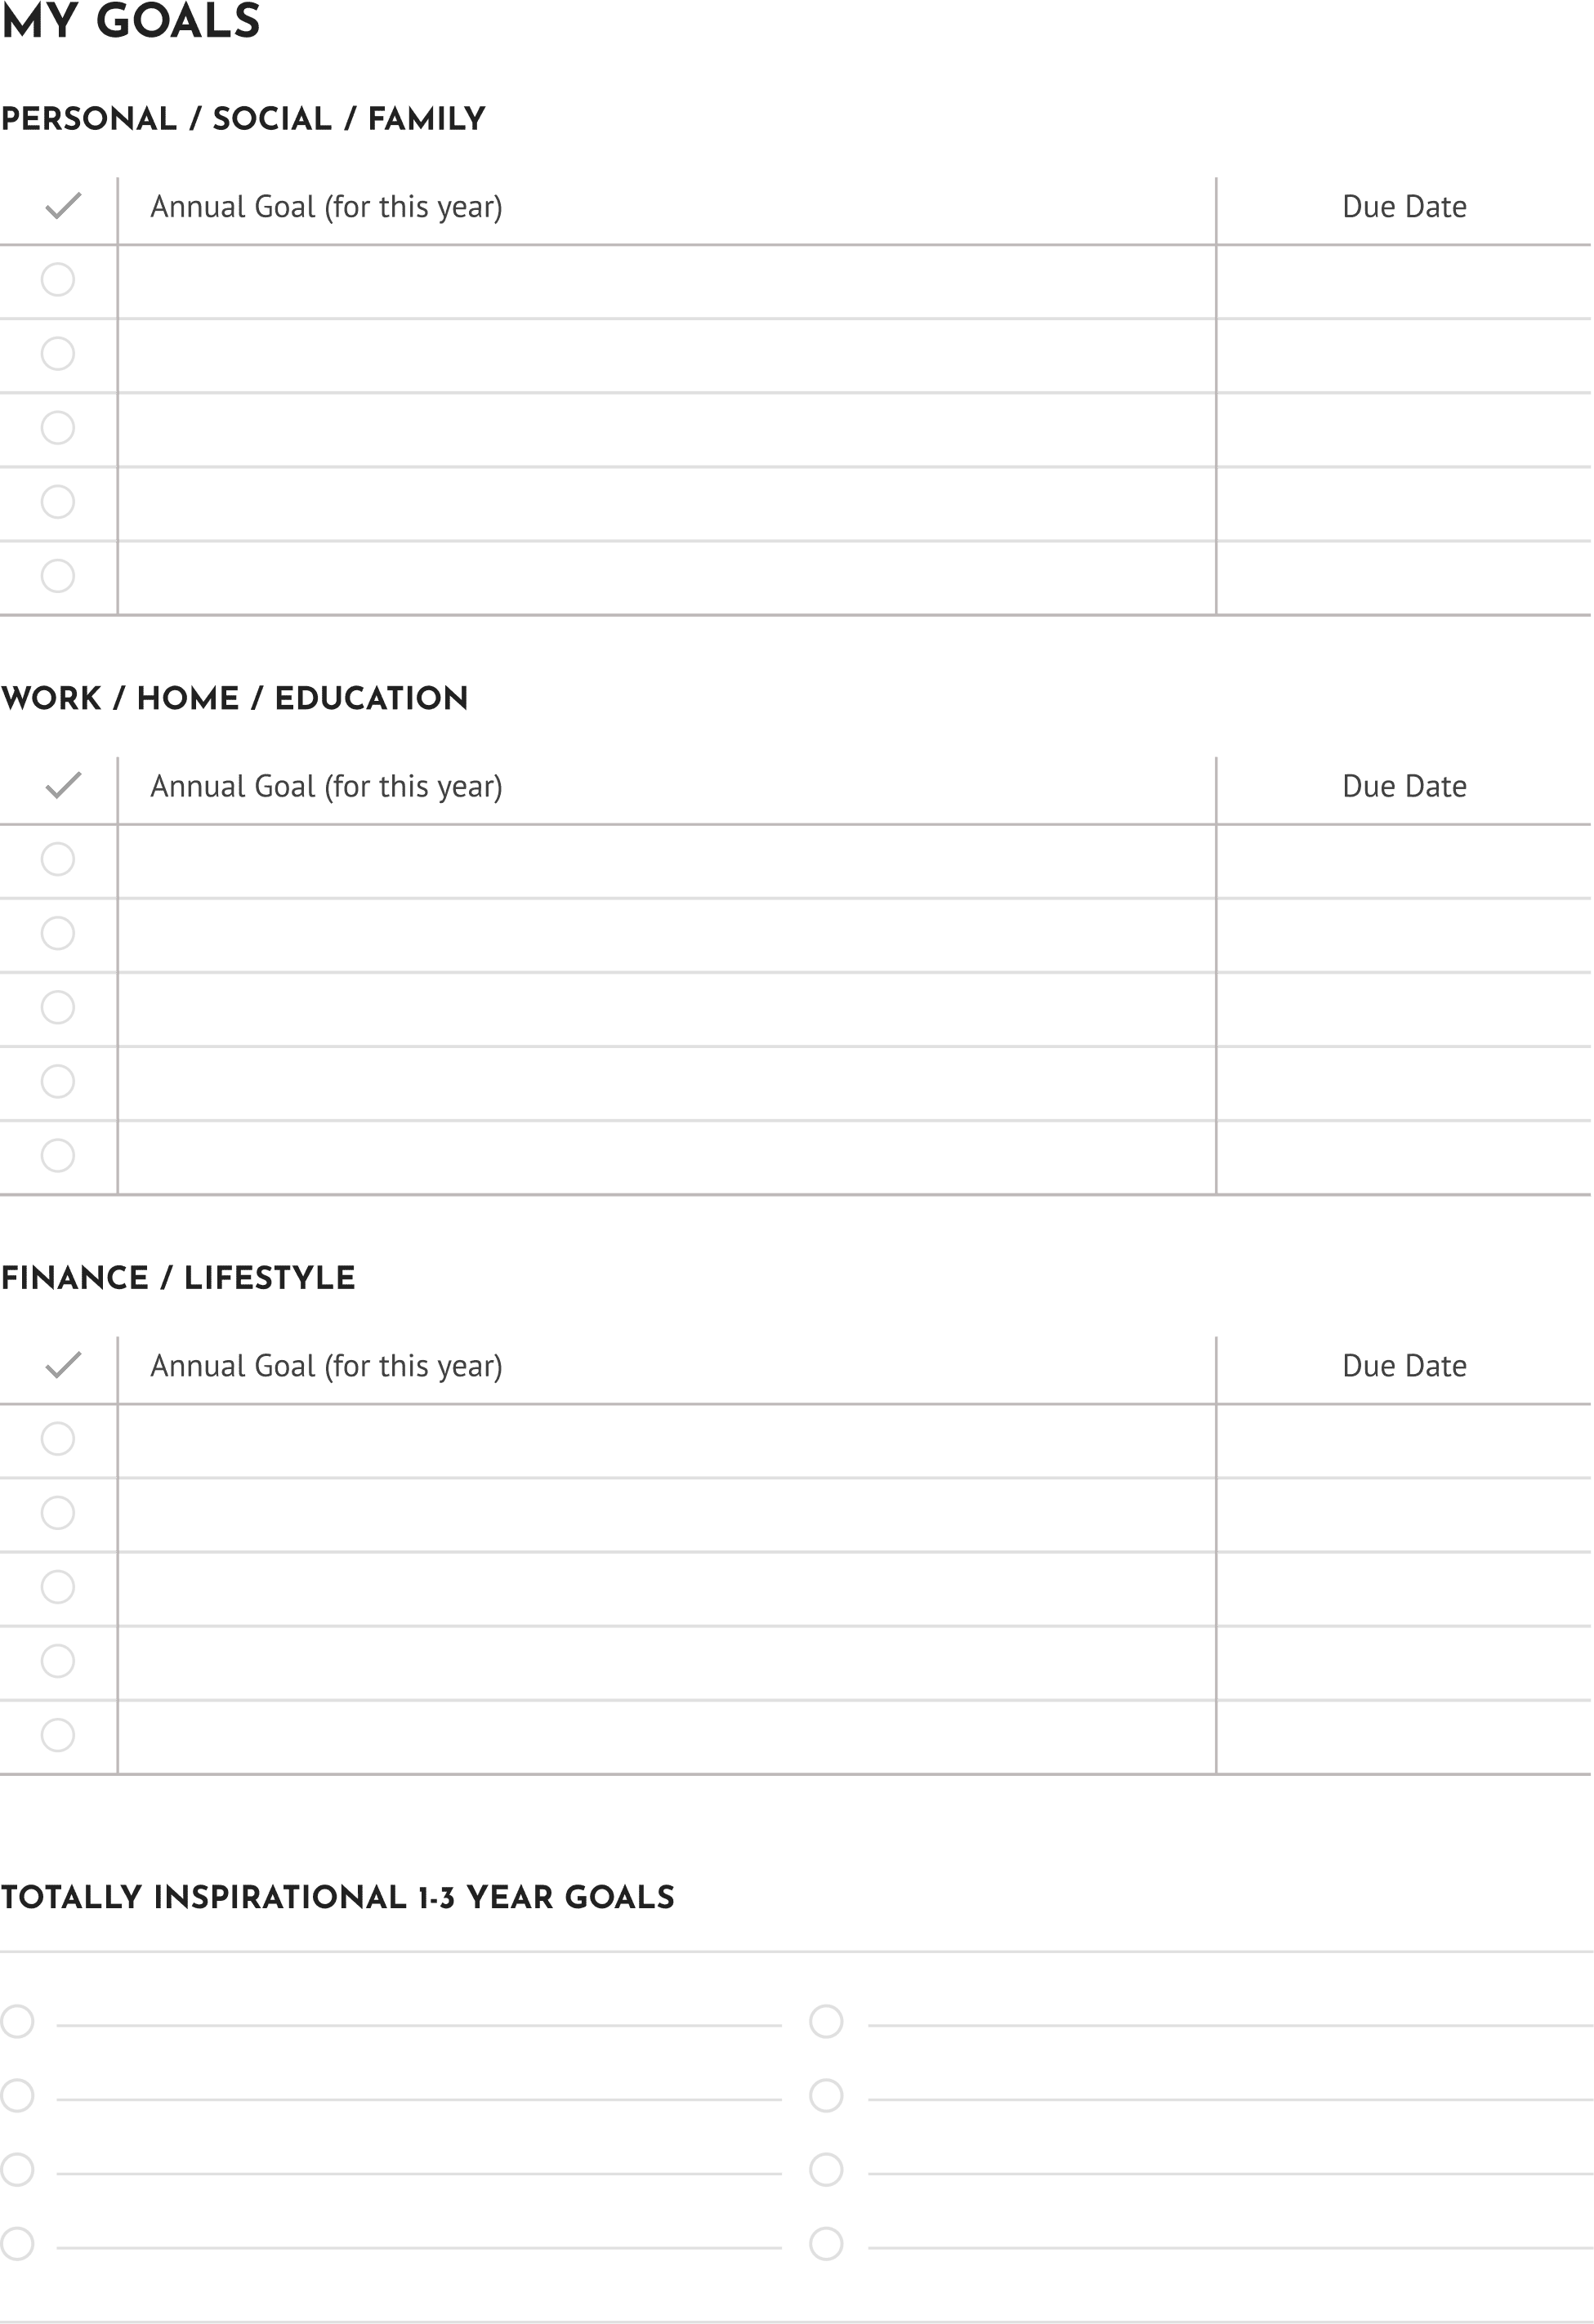 MY GOALS
PERSONAL / SOCIAL / FAMILY
Annual Goal (for this year) Due Date
WORK / HOME / EDUCATION
Annual Goal (for this year) Due Date
FINANCE / LIFESTYLE
Annual Goal (for this year) Due Date
TOTALLY INSPIRATIONAL 1-3 YEAR GOALS